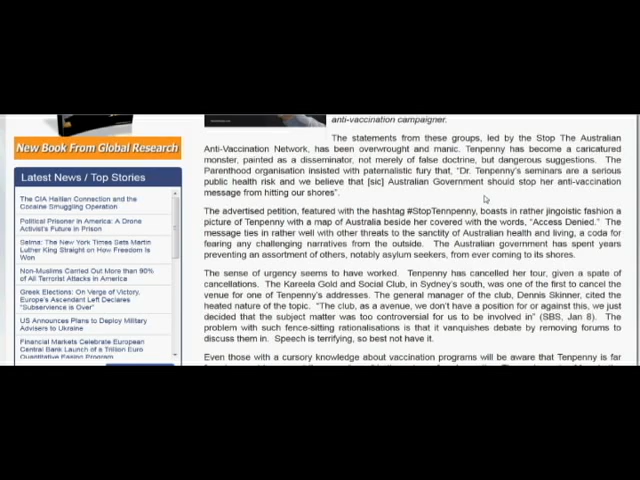 New Book From Global Research
Latest News / Top Stories
The CIA Haitian Connection and the
Cocaine Smuggling Operation
Political Prisoner in America: A Drone
Activist's Future in Prison
Selma: The New York Times Sets Martin
Luther King Straight on How Freedom Is
Won
Non-Muslims Carried Out More than 90%
of All Terrorist Attacks in America
Greek Elections: On Verge of Victory,
Europe's Ascendant Left Declares
"Subservience is Over"
US Announces Plans to Deploy Military
Advisers to Ukraine
Financial Markets Celebrate European
Central Bank Launch of a Trillion Euro
Quantitative Easing Program
anti-vaccination campaigner.
The statements from these groups, led by the Stop The Australian
Anti-Vaccination Network, has been overwrought and manic. Tenpenny has become a caricatured
monster, painted as a disseminator, not merely of false doctrine, but dangerous suggestions. The
Parenthood organisation insisted with paternalistic fury that, "Dr. Tenpenny's seminars are a serious
public health risk and we believe that [sic] Australian Government should stop her anti-vaccination
message from hitting our shores".
The advertised petition, featured with the hashtag #StopTennpenny, boasts in rather jingoistic fashion a
picture of Tenpenny with a map of Australia beside her covered with the words, "Access Denied." The
message ties in rather well with other threats to the sanctity of Australian health and living, a coda for
fearing any challenging narratives from the outside. The Australian government has spent years
preventing an assortment of others, notably asylum seekers, from ever coming to its shores.
The sense of urgency seems to have worked. Tenpenny has cancelled her tour, given a spate of
cancellations. The Kareela Gold and Social Club, in Sydney's south, was one of the first to cancel the
venue for one of Tenpenny's addresses. The general manager of the club, Dennis Skinner, cited the
heated nature of the topic. "The club, as a avenue, we don't have a position for or against this, we just
decided that the subject matter was too controversial for us to be involved in" (SBS, Jan 8). The
problem with such fence-sitting rationalisations is that it vanquishes debate by removing forums to
discuss them in. Speech is terrifying, so best not have it.
Even those with a cursory knowledge about vaccination programs will be aware that Tenpenny is far